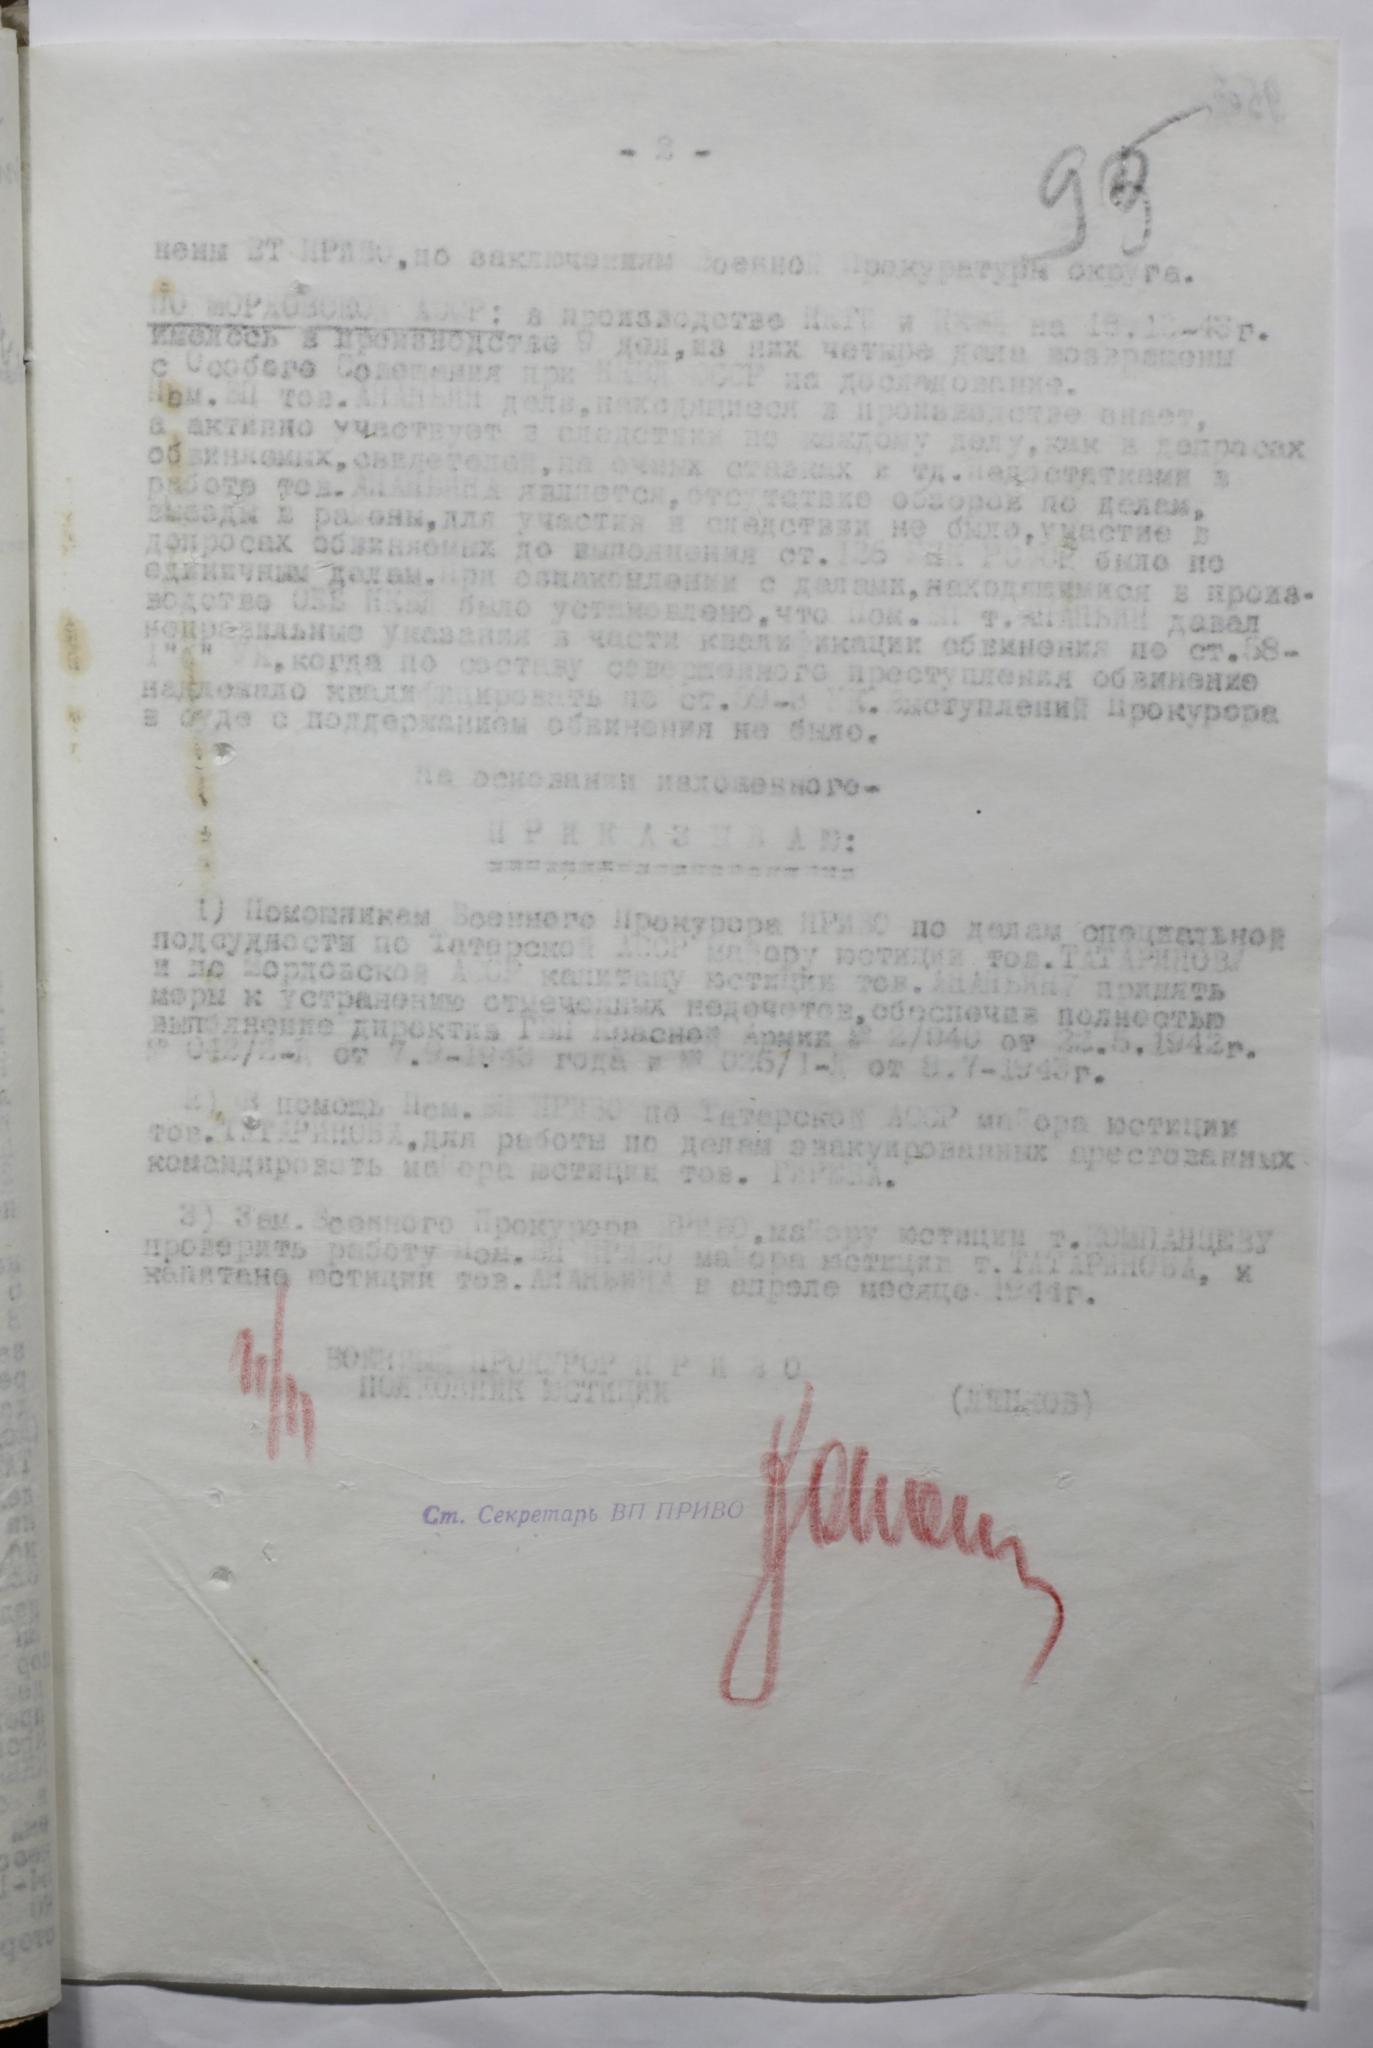 - 2 -
95
нены ВТ ПРИВО, по заключениям Военной Прокуратуры округа.
ПО МОРДОВСКОЙ АССР: в производстве НКГБ и НКВД на 
имелось в производстве 9 дел, из них четыре дела возвращены
с Особого Совещания при НКВД СССР на доследование.
Пом. ВП тов. АНАНЬИН дела, находящиеся в производстве знает,
а активно участвует в следствии по каждому делу, как в допросах
обвиняемых, свидетелей, на очных ставках и тд. Недостатками в
работе тов. АНАНЬИНА является, отсутствие обзоров по делам,
выезды в районы, для участия в следствии не было, участие в
допросах обвиняемых до выполнения ст. УПК РСФСР было по
единичным делам. При ознакомлении с делами, находящимися в произ-
водстве НКВД было установлено, что Пом. ВП т. АНАНЬИН давал
неправильные указания в части квалификации обвинения по ст. 58-
УК, когда по составу совершенного преступления обвинение
надлежало квалифицировать по ст. 59-3 УК. Выступлений Прокурора
в суде с поддержанием обвинения не было.
На основании изложенного-
П Р И К А З Ы В А Ю:
1) Помошникам Военного Прокурора ПРИВО по делам специальной
подсудности по Татарской АССР майору юстиции тов. ТАТАРИНОВУ
и по Мордовской АССР капитану юстиции тов. АНАНЬИНУ принять
меры к устранению отмеченных недочетов, обеспечив полностью
выполнение директив ГВП Красной Армии № 2/040 от 22.5.1942г.
№ 042/2-Д от 7.9-1943 года и № 026/1-Д от 8.7-1943г.
2) В помощь Пом. ВП ПРИВО по Татарской АССР майора юстиции
тов. ТАТАРИНОВА, для работы по делам эвакуированных арестованных
командировать майора юстиции тов.
3) Зам. Военного Прокурора ПРИВО, майору юстиции т. КОМПАНЦЕВУ
проверить работу Пом. ВП ПРИВО майора юстиции т. ТАТАРИНОВА, и
капитана юстиции тов. АНАНЬИНА в апреле месяце 1944г.
п/п
ВОЕННЫЙ ПРОКУРОР П Р И В О
ПОЛКОВНИК ЮСТИЦИИ
Ст. Секретарь ВП ПРИВО